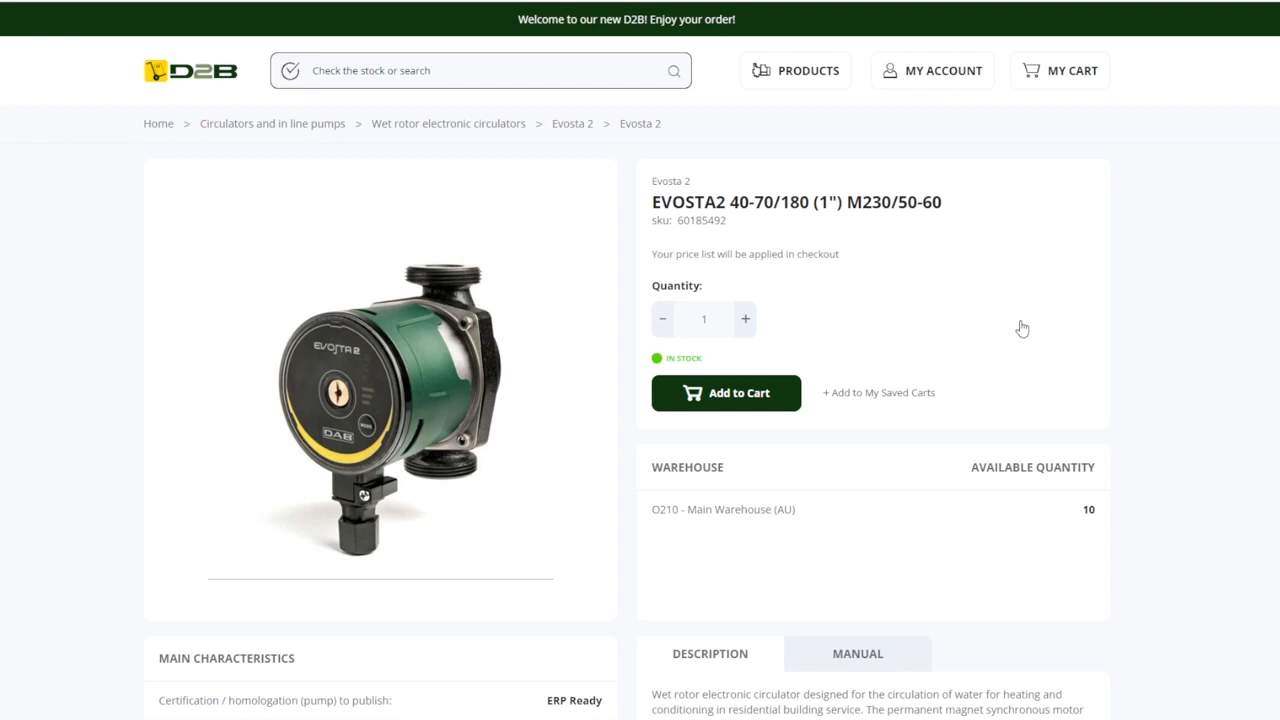 Welcome to our new D2B! Enjoy your order!
D2B
Check the stock or search
PRODUCTS
MY ACCOUNT
MY CART
Home > Circulators and in line pumps > Wet rotor electronic circulators > Evosta 2 > Evosta 2
EVOSTA2
MODE
DAB
Evosta 2
EVOSTA2 40-70/180 (1") M230/50-60
sku: 60185492
Your price list will be applied in checkout
Quantity:
- 1 +
IN STOCK
Add to Cart
+ Add to My Saved Carts
WAREHOUSE AVAILABLE QUANTITY
O210 - Main Warehouse (AU) 10
MAIN CHARACTERISTICS
Certification / homologation (pump) to publish: ERP Ready
DESCRIPTION
MANUAL
Wet rotor electronic circulator designed for the circulation of water for heating and
conditioning in residential building service. The permanent magnet synchronous motor